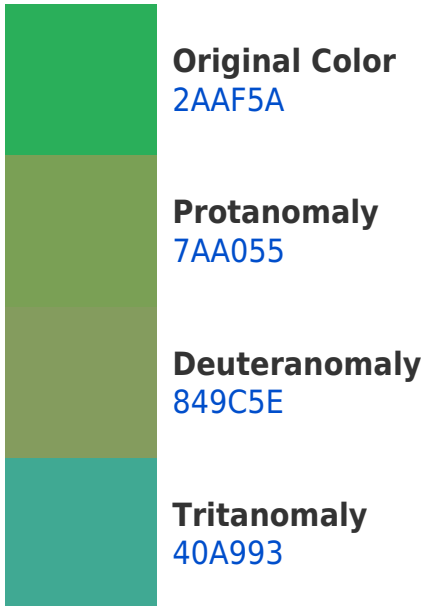 Original Color
2AAF5A
Protanomaly
7AA055
Deuteranomaly
849C5E
Tritanomaly
40A993